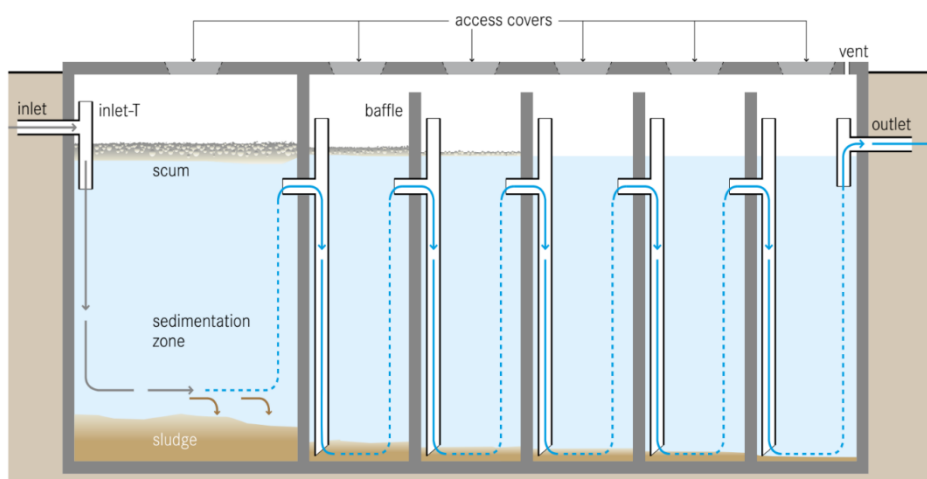 access covers
vent
inlet
inlet-T
baffle
outlet
scum
sedimentation
zone
sludge